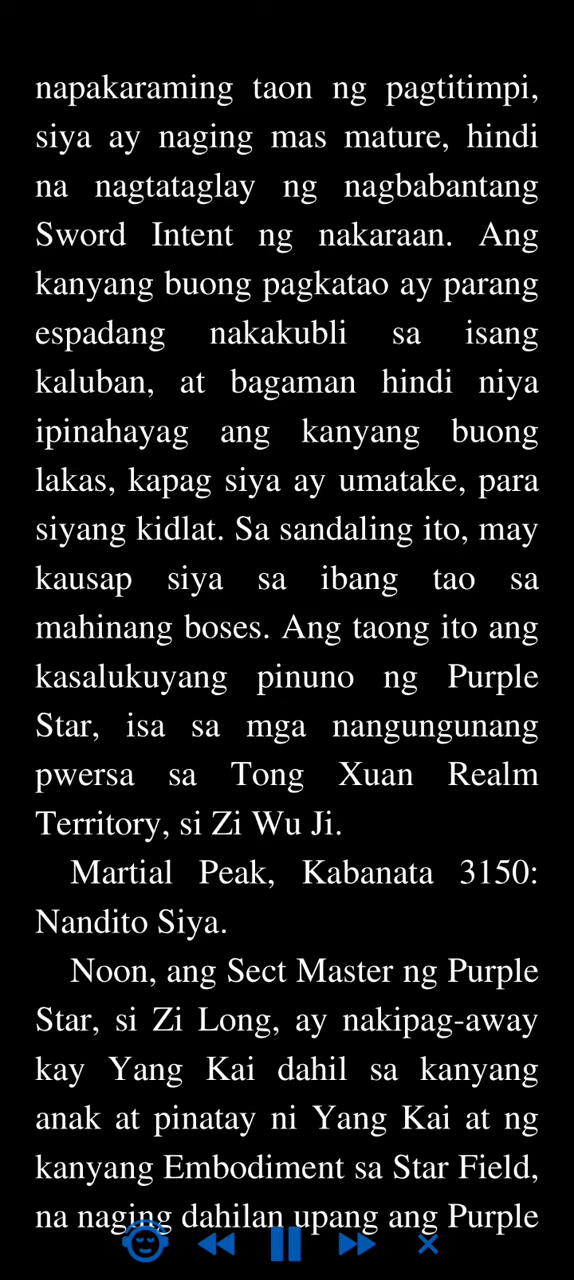 napakaraming taon ng pagtitimpi,
siya ay naging mas mature, hindi
na nagtataglay ng nagbabantang
Sword Intent ng nakaraan. Ang
kanyang buong pagkatao ay parang
espadang nakakubli sa isang
kaluban, at bagaman hindi niya
ipinahayag ang kanyang buong
lakas, kapag siya ay umatake, para
siyang kidlat. Sa sandaling ito, may
kausap siya sa ibang tao sa
mahinang boses. Ang taong ito ang
kasalukuyang pinuno ng Purple
Star, isa sa mga nangungunang
pwersa sa Tong Xuan Realm
Territory, si Zi Wu Ji.
Martial Peak, Kabanata 3150:
Nandito Siya.
Noon, ang Sect Master ng Purple
Star, si Zi Long, ay nakipag-away
kay Yang Kai dahil sa kanyang
anak at pinatay ni Yang Kai at ng
kanyang Embodiment sa Star Field,
na naging dahilan upang ang Purple